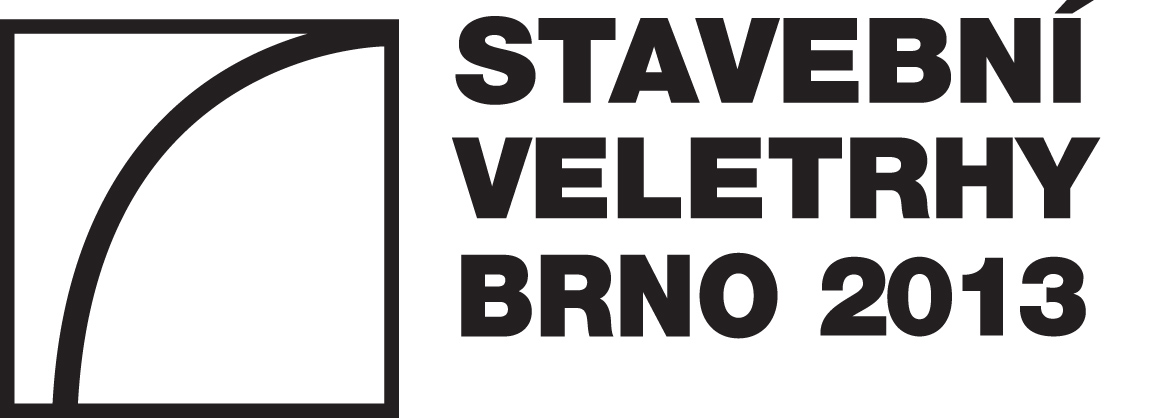 STAVEBNÍ
VELETRHY
BRNO 2013